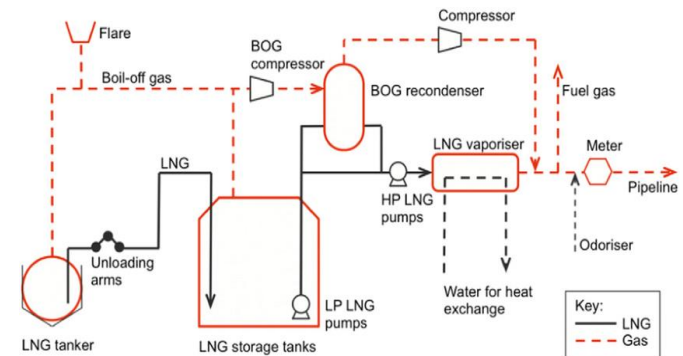 Flare
Compressor
BOG
compressor
Boil-off gas
BOG recondenser
Fuel gas
LNG vaporiser
Meter
LNG
HP LNG
pumps
Pipeline
Unloading
arms
Odoriser
Water for heat
exchange
LP LNG
pumps
LNG tanker
LNG storage tanks
Key:
LNG
Gas